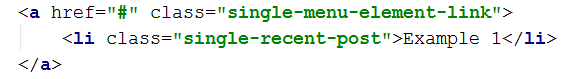 <a href="#" class="single-menu-element-link">
    <li class="single-recent-post">Example 1</li>
</a>